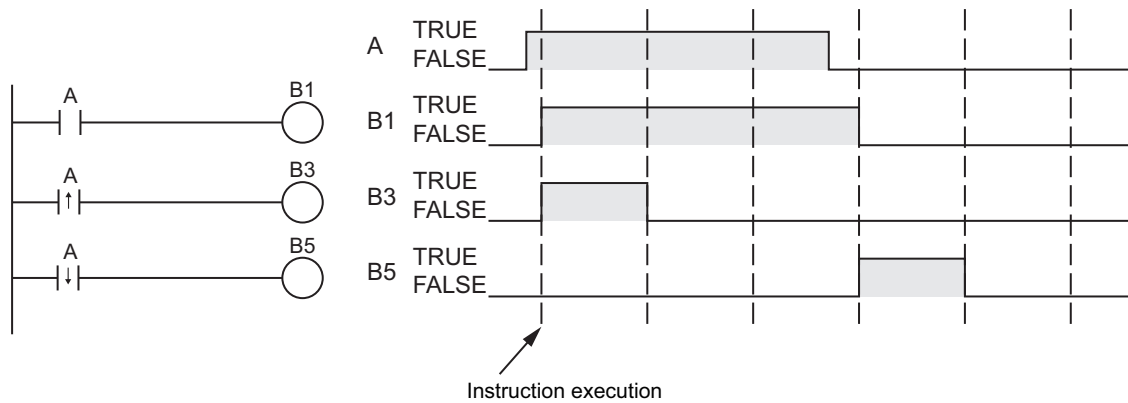 A
B1
A
↑
B3
A
↓
B5
A
TRUE
FALSE
B1
TRUE
FALSE
B3
TRUE
FALSE
B5
TRUE
FALSE
Instruction execution